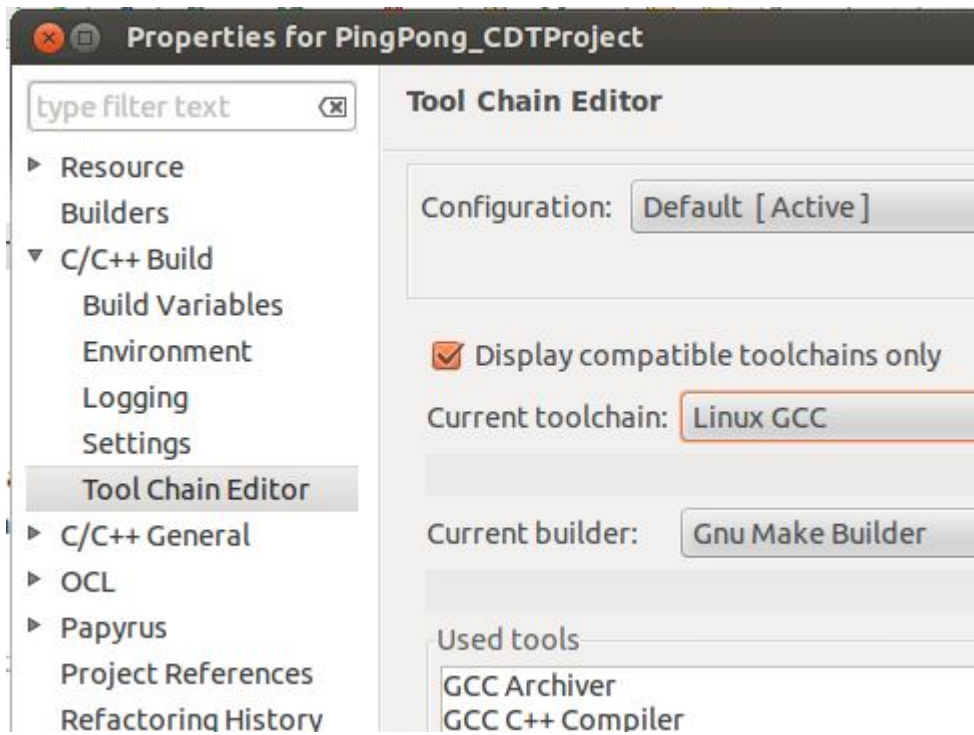 Properties for PingPong_CDTProject
type filter text
Resource
Builders
C/C++ Build
Build Variables
Environment
Logging
Settings
Tool Chain Editor
C/C++ General
OCL
Papyrus
Project References
Refactoring History
Tool Chain Editor
Configuration: Default [ Active ]
Display compatible toolchains only
Current toolchain: Linux GCC
Current builder: Gnu Make Builder
Used tools
GCC Archiver
GCC C++ Compiler